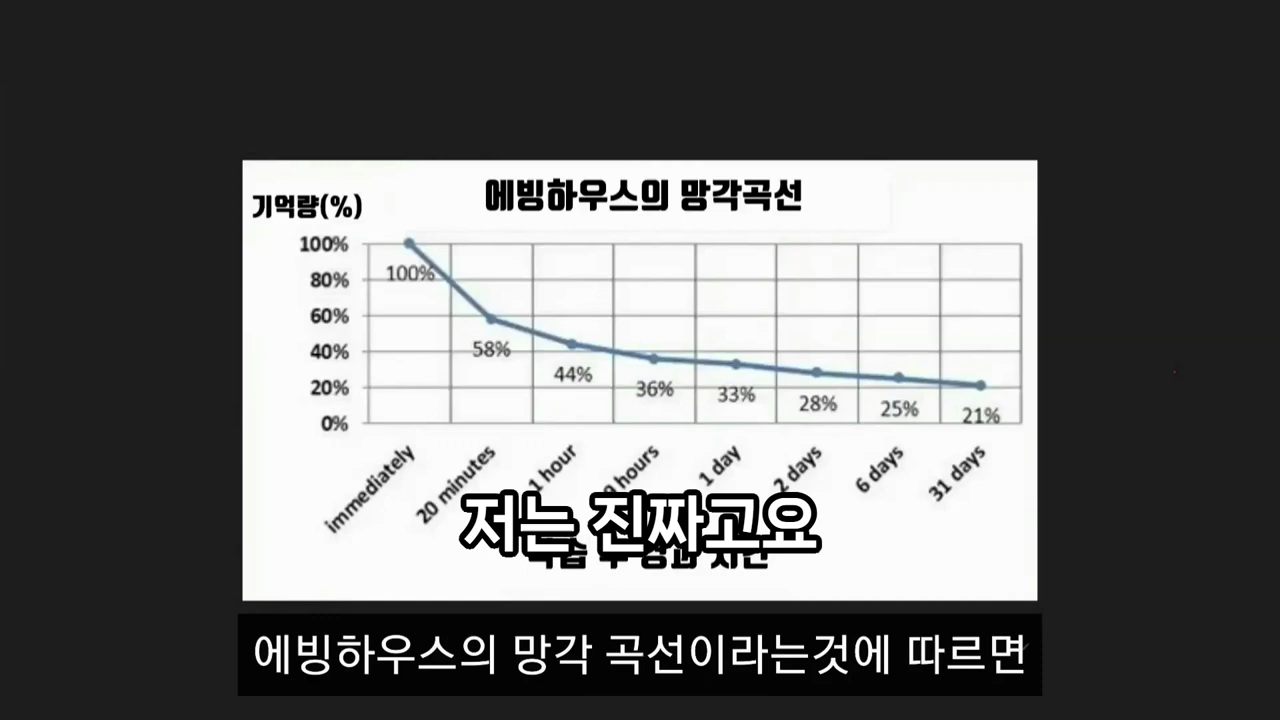 에빙하우스의 망각곡선
기억량(%)
100%
80%
60%
40%
20%
0%
100%
58%
44%
36%
33%
28%
25%
21%
immediately
20 minutes
1 hour
hours
1 day
2 days
6 days
31 days
저는 진짜고요
에빙하우스의 망각 곡선이라는것에 따르면